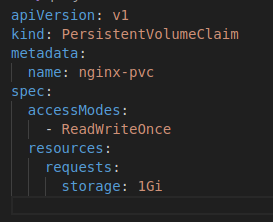 apiVersion: v1
kind: PersistentVolumeClaim
metadata:
  name: nginx-pvc
spec:
  accessModes:
    - ReadWriteOnce
  resources:
    requests:
      storage: 1Gi